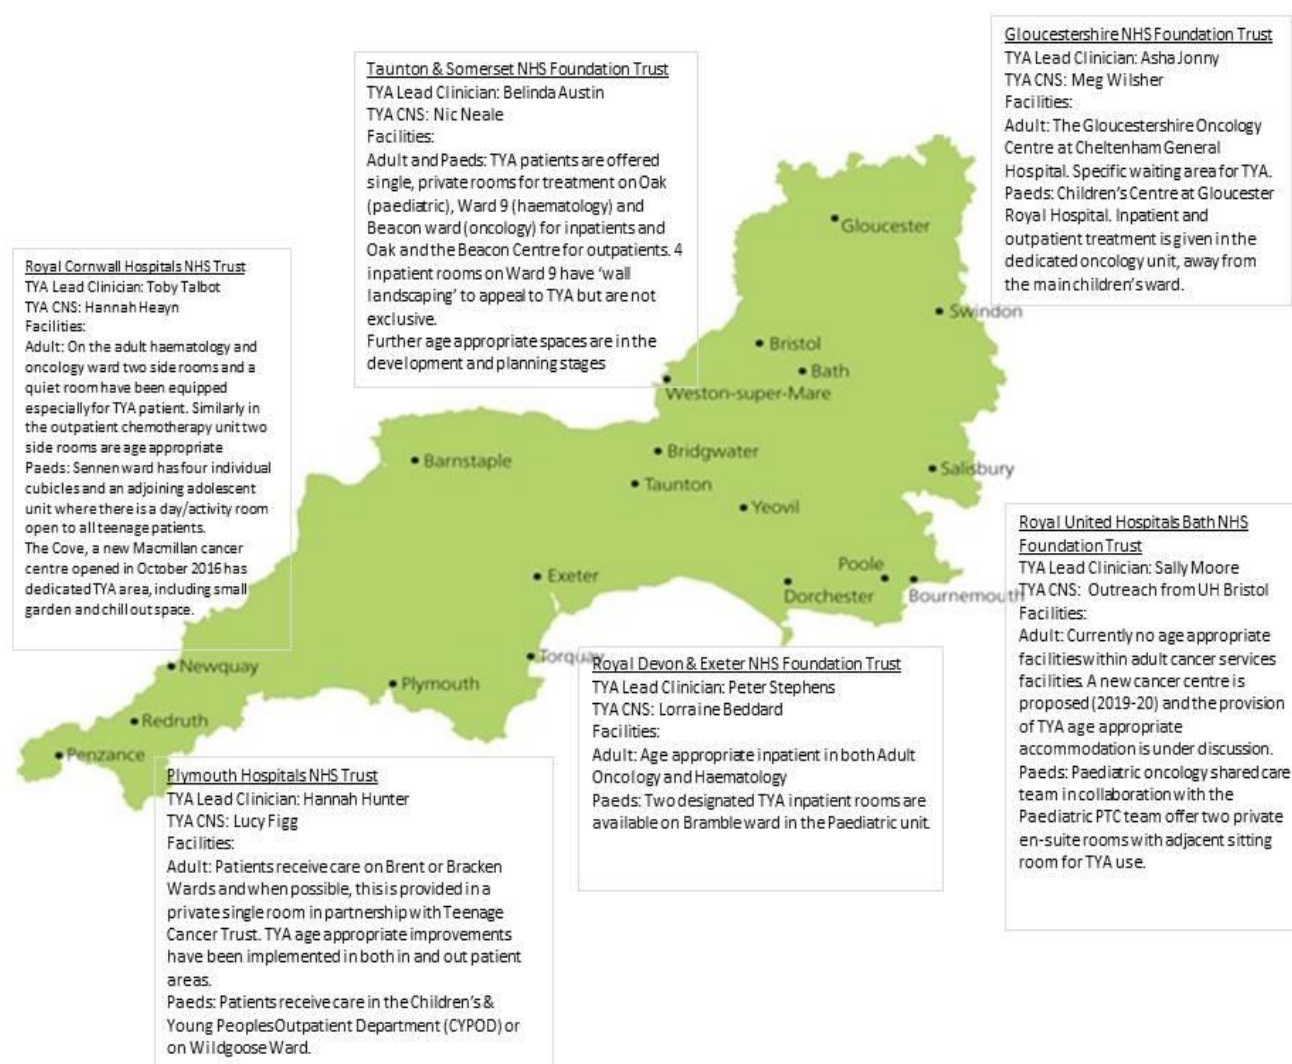 Gloucestershire NHS Foundation Trust
TYA Lead Clinician: Asha Jonny
TYA CNS: Meg Wilsher
Facilities:
Adult: The Gloucestershire Oncology
Centre at Cheltenham General
Hospital. Specific waiting area for TYA.
Paeds: Children's Centre at Gloucester
Royal Hospital. Inpatient and
outpatient treatment is given in the
dedicated oncology unit, away from
the main children's ward.
Taunton & Somerset NHS Foundation Trust
TYA Lead Clinician: Belinda Austin
TYA CNS: Nic Neale
Facilities:
Adult and Paeds: TYA patients are offered
single, private rooms for treatment on Oak
(paediatric), Ward 9 (haematology) and
Beacon ward (oncology) for inpatients and
Oak and the Beacon Centre for outpatients. 4
inpatient rooms on Ward 9 have 'wall
landscaping' to appeal to TYA but are not
exclusive.
Further age appropriate spaces are in the
development and planning stages
Royal Cornwall Hospitals NHS Trust
TYA Lead Clinician: Toby Talbot
TYA CNS: Hannah Heayn
Facilities:
Adult: On the adult haematology and
oncology ward two side rooms and a
quiet room have been equipped
especially for TYA patient. Similarly in
the outpatient chemotherapy unit two
side rooms are age appropriate
Paeds: Sennen ward has four individual
cubicles and an adjoining adolescent
unit where there is a day/activity room
open to all teenage patients.
The Cove, a new Macmillan cancer
centre opened in October 2016 has
dedicated TYA area, including small
garden and chill out space.
Gloucester
Swindon
Bristol
Bath
Weston-super-Mare
Barnstaple
Bridgwater
Taunton
Salisbury
Yeovil
Exeter
Poole
Dorchester
Bournemouth
Torquay
Newquay
Plymouth
Redruth
Penzance
Royal United Hospitals Bath NHS
Foundation Trust
TYA Lead Clinician: Sally Moore
TYA CNS: Outreach from UH Bristol
Facilities:
Adult: Currently no age appropriate
facilities within adult cancer services
facilities. A new cancer centre is
proposed (2019-20) and the provision
of TYA age appropriate
accommodation is under discussion.
Paeds: Paediatric oncology shared care
team in collaboration with the
Paediatric PTC team offer two private
en-suite rooms with adjacent sitting
room for TYA use.
Royal Devon & Exeter NHS Foundation Trust
TYA Lead Clinician: Peter Stephens
TYA CNS: Lorraine Beddard
Facilities:
Adult: Age appropriate inpatient in both Adult
Oncology and Haematology
Paeds: Two designated TYA inpatient rooms are
available on Bramble ward in the Paediatric unit.
Plymouth Hospitals NHS Trust
TYA Lead Clinician: Hannah Hunter
TYA CNS: Lucy Figg
Facilities:
Adult: Patients receive care on Brent or Bracken
Wards and when possible, this is provided in a
private single room in partnership with Teenage
Cancer Trust. TYA age appropriate improvements
have been implemented in both in and out patient
areas.
Paeds: Patients receive care in the Children's &
Young Peoples Outpatient Department (CYPOD) or
on Wildgoose Ward.